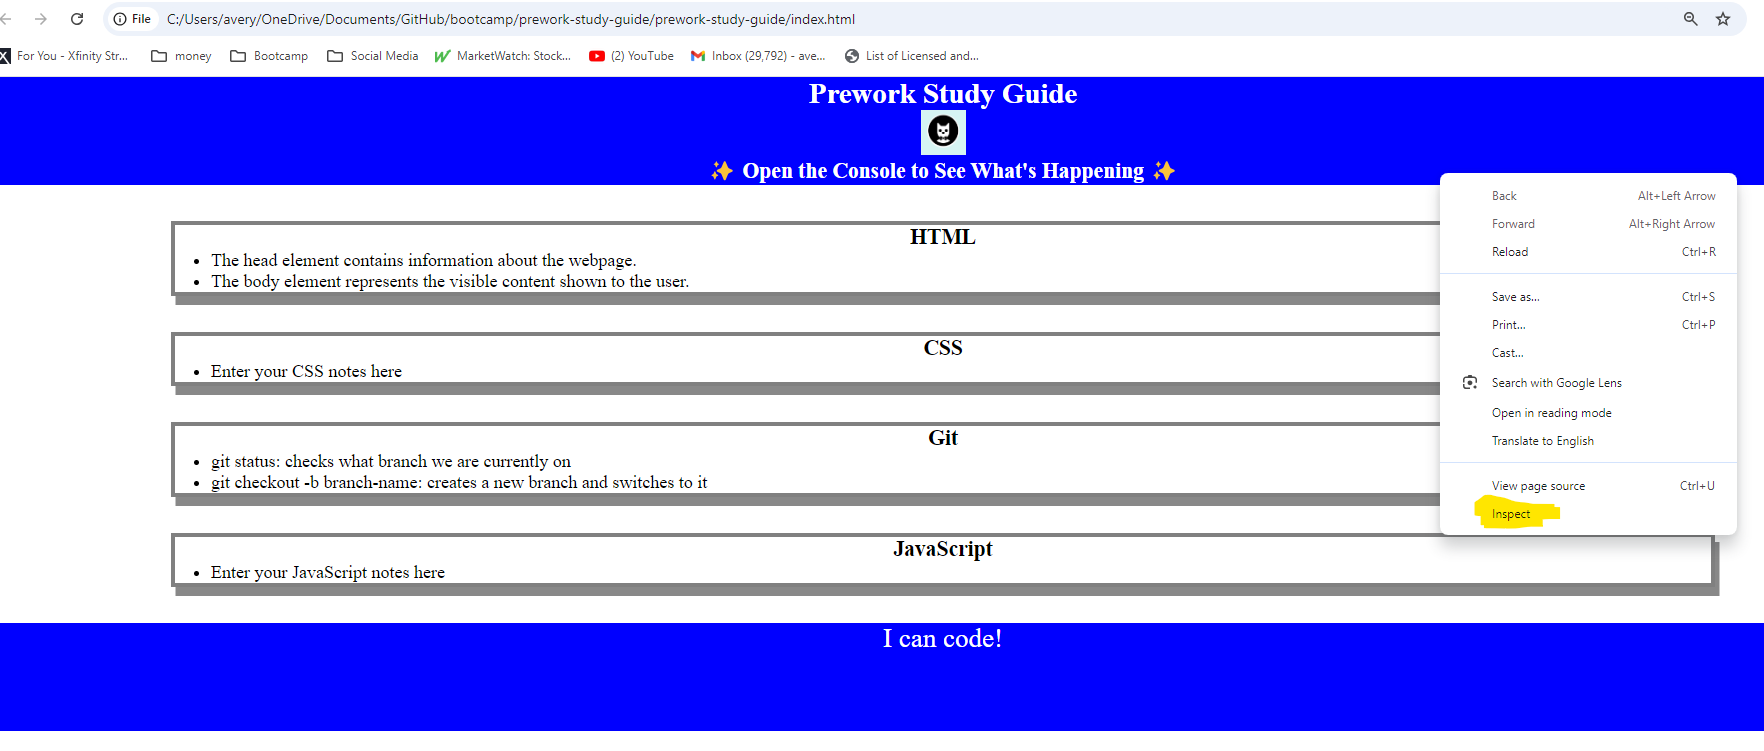 File C:/Users/avery/OneDrive/Documents/GitHub/bootcamp/prework-study-guide/prework-study-guide/index.html
X For You - Xfinity Str... money Bootcamp Social Media MarketWatch: Stock... (2) YouTube Inbox (29,792) - ave... List of Licensed and...
Prework Study Guide
✨ Open the Console to See What's Happening ✨
HTML
• The head element contains information about the webpage.
• The body element represents the visible content shown to the user.
CSS
• Enter your CSS notes here
Git
• git status: checks what branch we are currently on
• git checkout -b branch-name: creates a new branch and switches to it
JavaScript
• Enter your JavaScript notes here
I can code!
Back Alt+Left Arrow
Forward Alt+Right Arrow
Reload Ctrl+R
Save as... Ctrl+S
Print... Ctrl+P
Cast...
Search with Google Lens
Open in reading mode
Translate to English
View page source Ctrl+U
Inspect